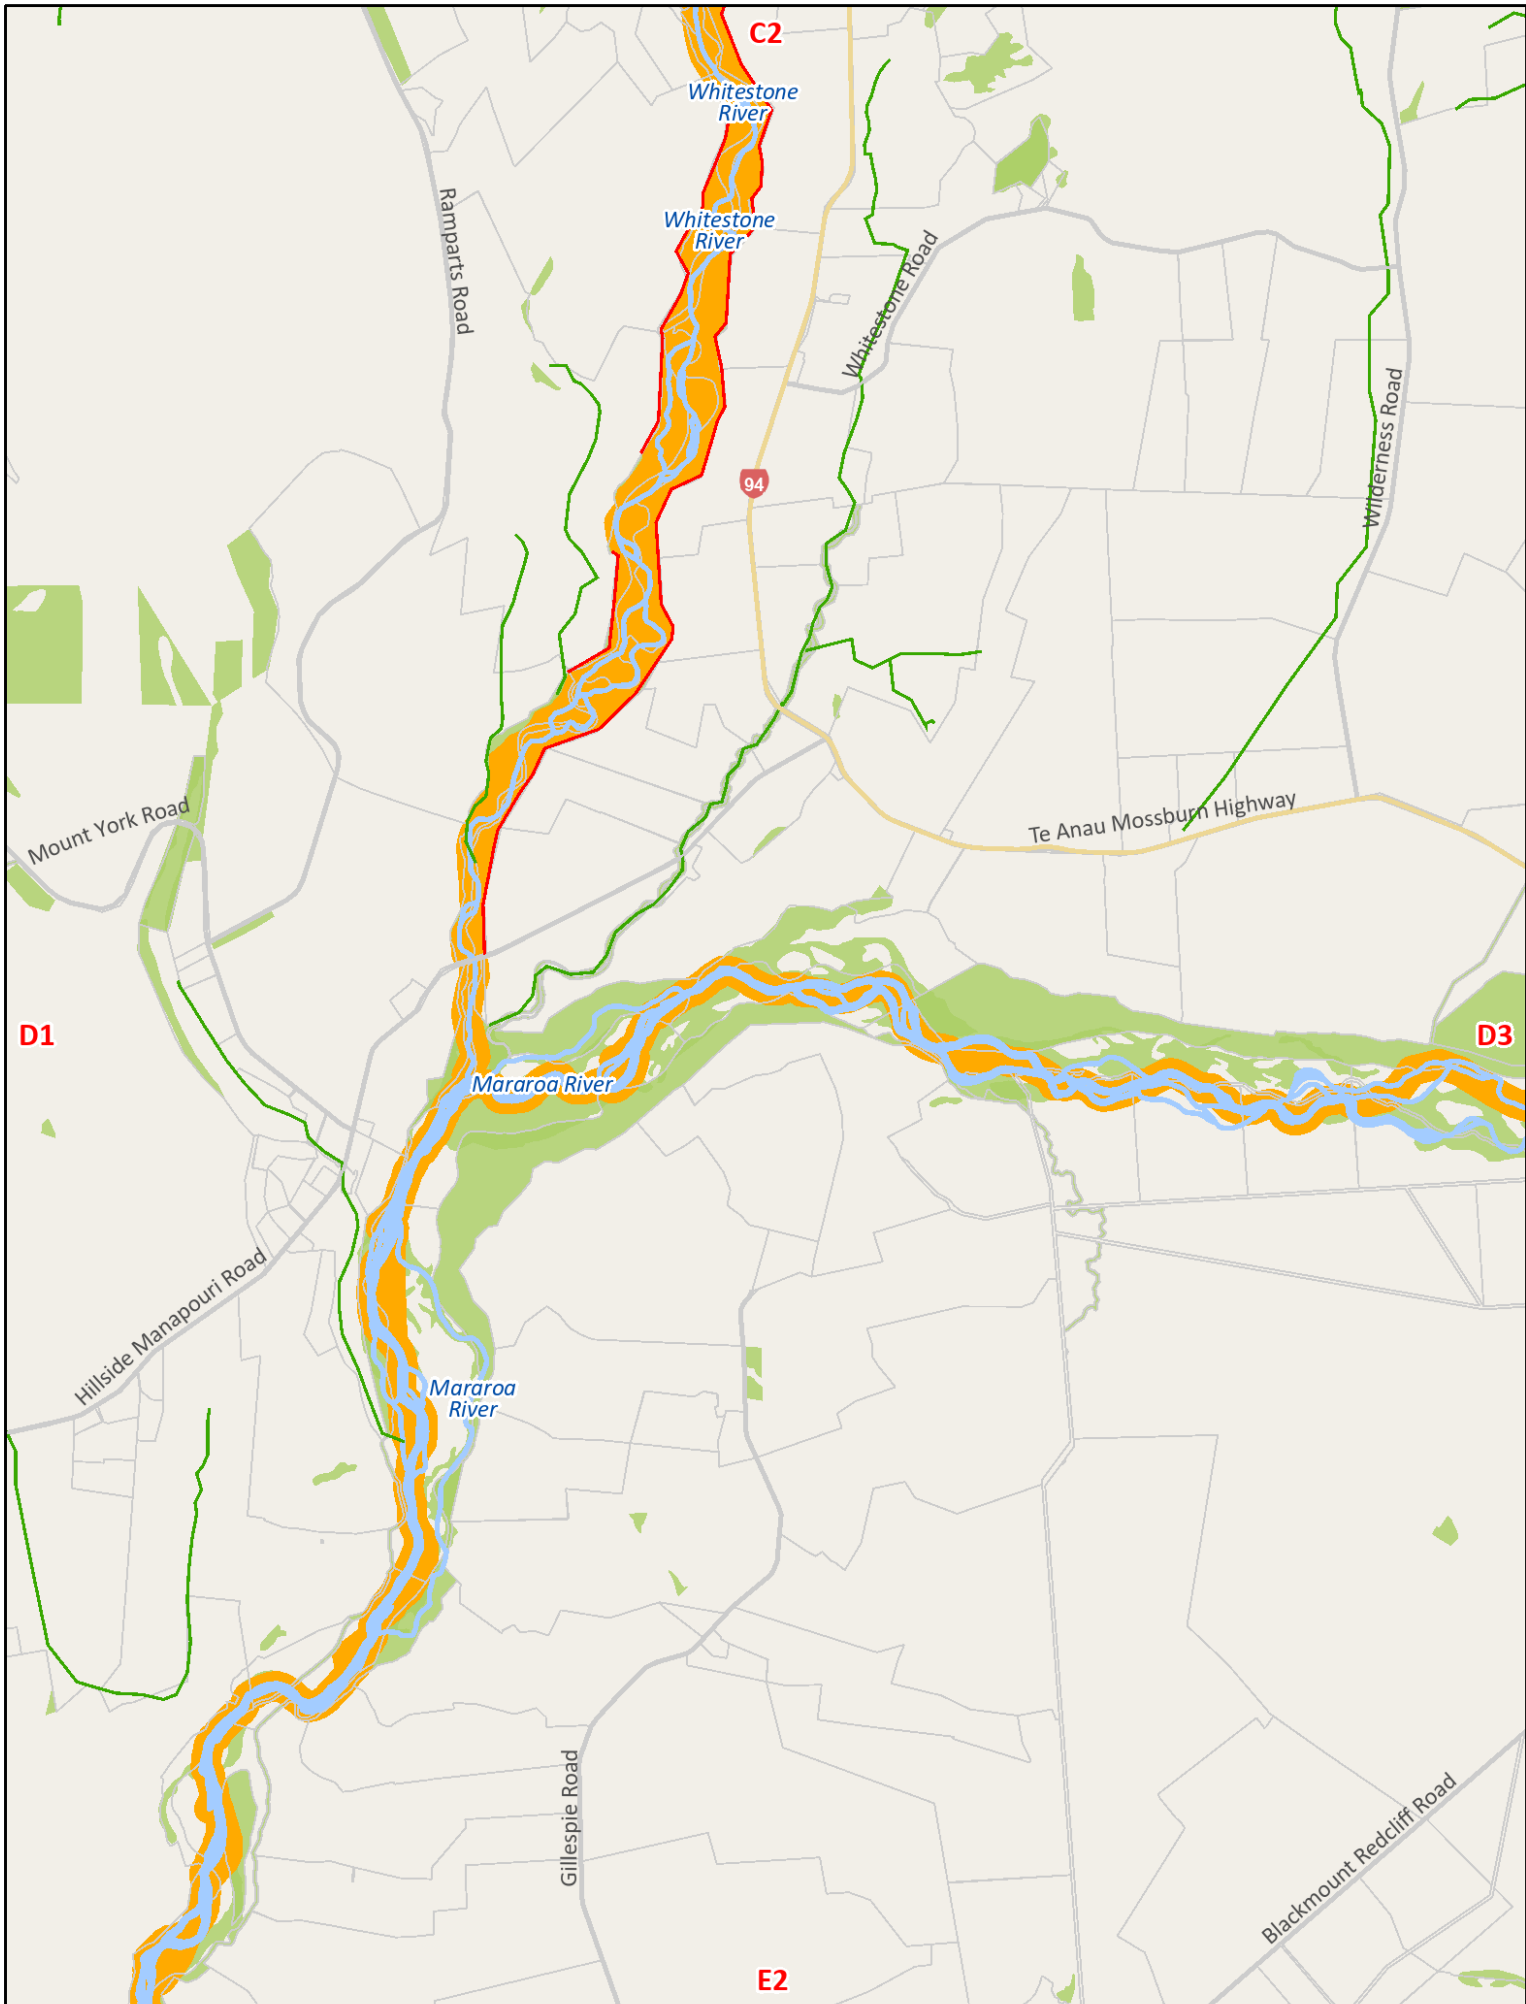 C2
Whitestone
River
Whitestone
River
Ramparts Road
Whitestone Road
Wilderness Road
94
Mount York Road
Te Anau Mossburn Highway
D1
D3
Mararoa River
Hillside Manapouri Road
Mararoa
River
Gillespie Road
Blackmount Redcliff Road
E2